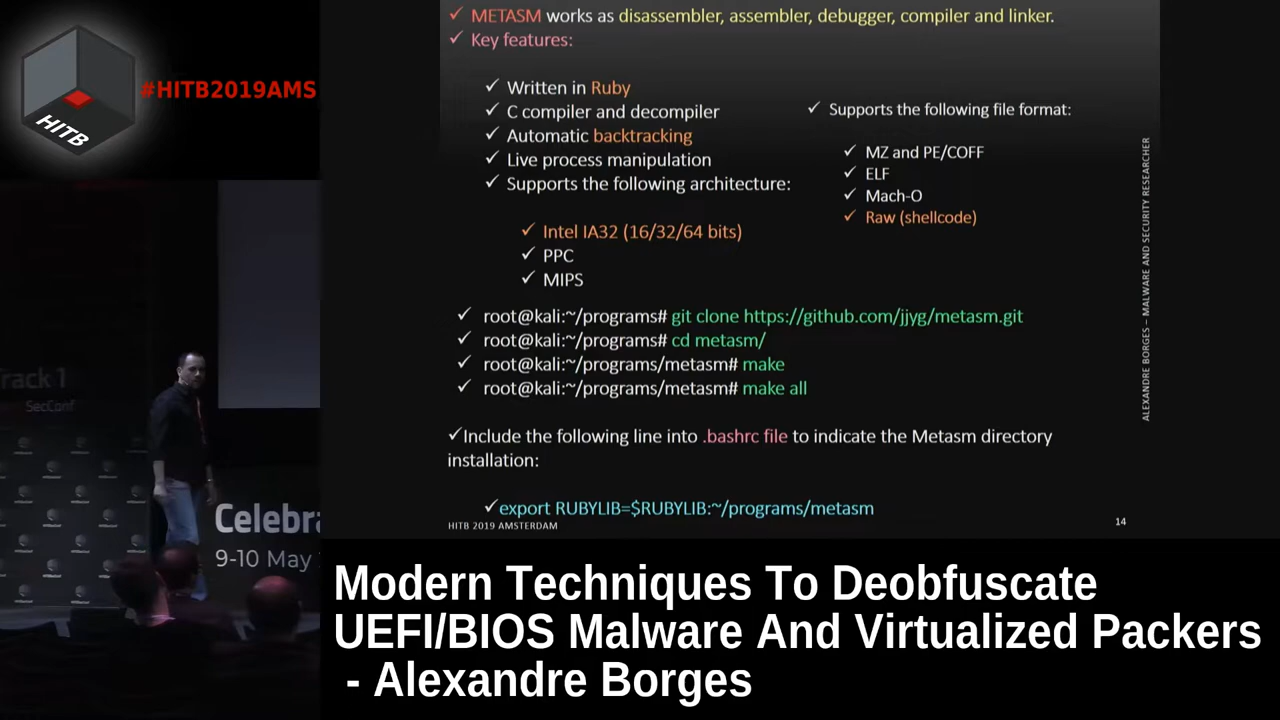 #HITB2019AMS
HITB
✓ METASM works as disassembler, assembler, debugger, compiler and linker.
✓ Key features:
✓ Written in Ruby
✓ C compiler and decompiler
✓ Automatic backtracking
✓ Live process manipulation
✓ Supports the following architecture:
✓ Intel IA32 (16/32/64 bits)
✓ PPC
✓ MIPS
✓ Supports the following file format:
✓ MZ and PE/COFF
✓ ELF
✓ Mach-O
✓ Raw (shellcode)
✓ root@kali:~/programs# git clone https://github.com/jjyg/metasm.git
✓ root@kali:~/programs# cd metasm/
✓ root@kali:~/programs/metasm# make
✓ root@kali:~/programs/metasm# make all
✓Include the following line into .bashrc file to indicate the Metasm directory
installation:
✓export RUBYLIB=$RUBYLIB:~/programs/metasm
HITB 2019 AMSTERDAM
14
ALEXANDRE BORGES – MALWARE AND SECURITY RESEARCHER
Track 1
SecConf
Celebra
9-10 May
Modern Techniques To Deobfuscate
UEFI/BIOS Malware And Virtualized Packers
- Alexandre Borges